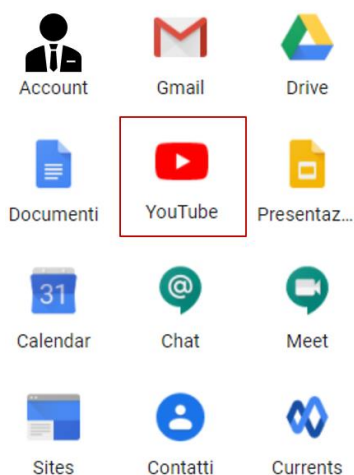 Account Gmail Drive
Documenti YouTube Presentaz...
31
Calendar Chat Meet
Sites Contatti Currents